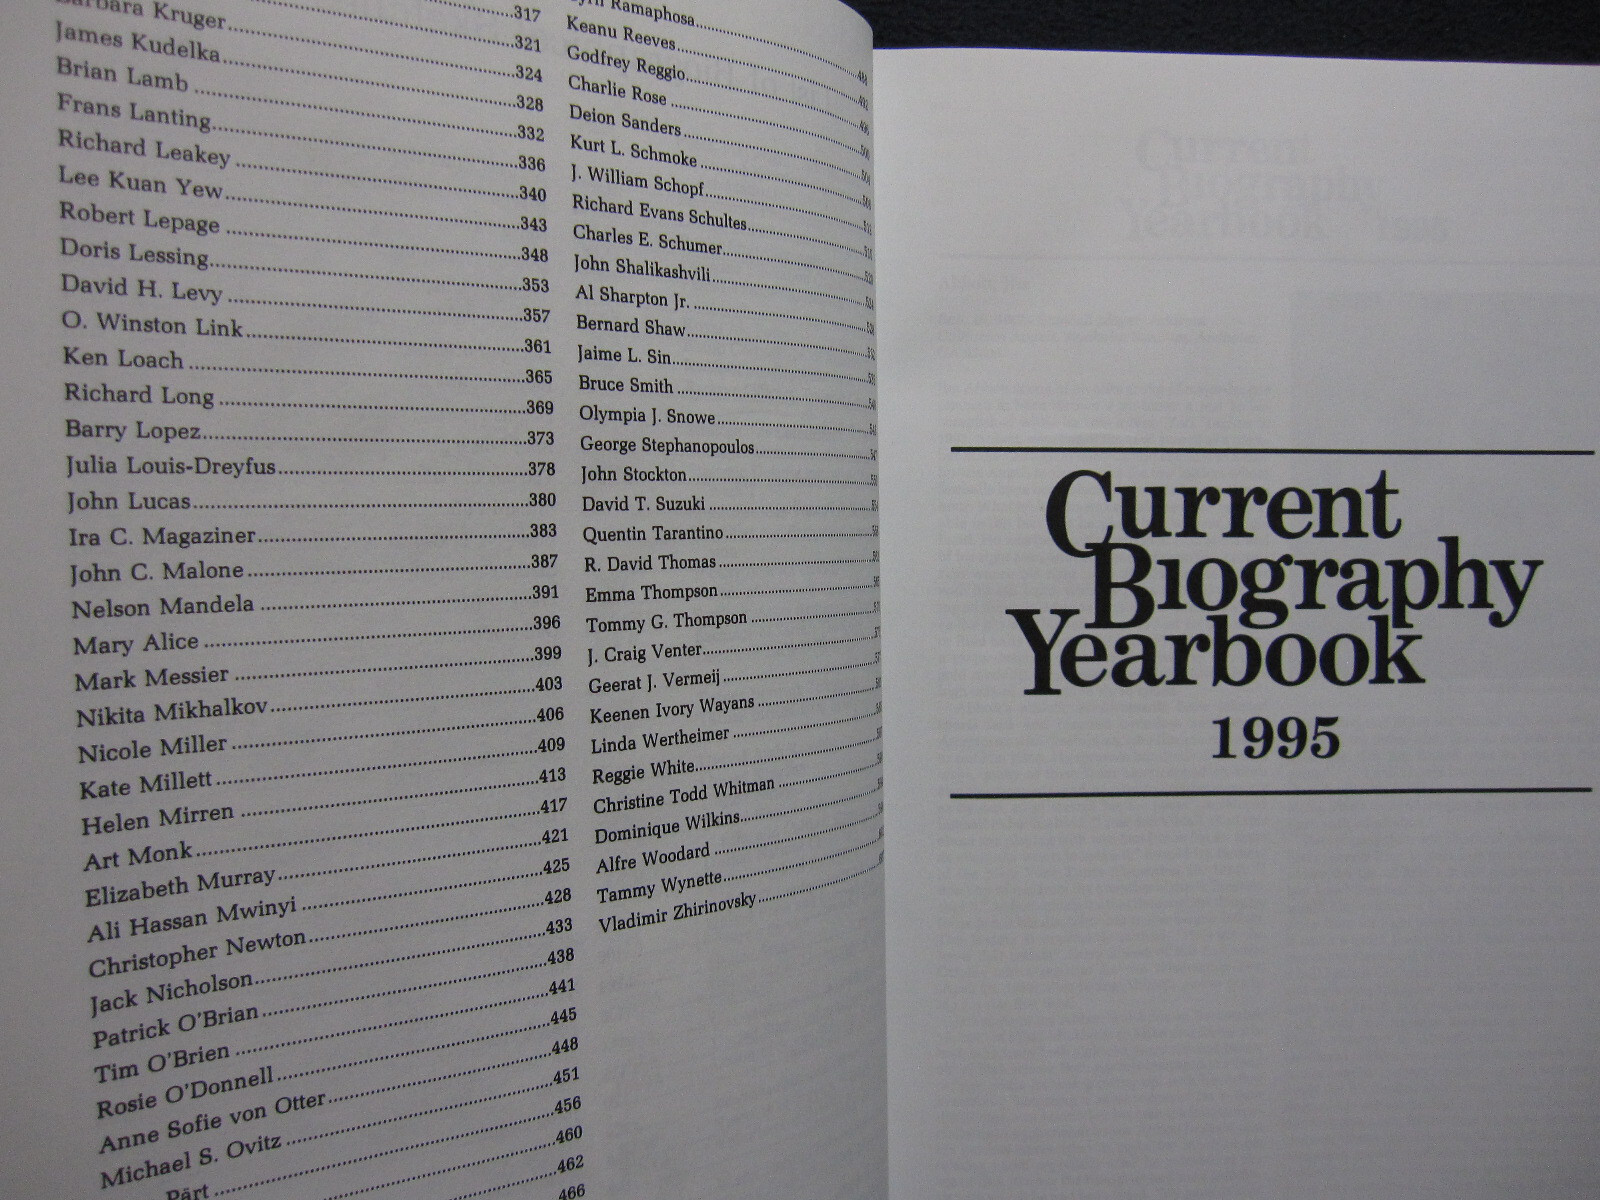 317
321
Barbara Kruger 324
James Kudelka 328
Brian Lamb 332
Frans Lanting 336
Richard Leakey 340
Lee Kuan Yew 343
Robert Lepage 348
Doris Lessing 353
David H. Levy 357
O. Winston Link 361
Ken Loach 365
Richard Long 369
Barry Lopez 373
Julia Louis-Dreyfus 378
John Lucas 380
Ira C. Magaziner 383
John C. Malone 387
Nelson Mandela 391
Mary Alice 396
Mark Messier 399
Nikita Mikhalkov 403
Nicole Miller 406
Kate Millett 409
Helen Mirren 413
Art Monk 417
Elizabeth Murray 421
Ali Hassan Mwinyi 425
Christopher Newton 428
Jack Nicholson 433
Patrick O'Brian 438
Tim O'Brien 441
Rosie O'Donnell 445
Anne Sofie von Otter 448
Michael S. Ovitz 451
Pärt 456
460
462
466
Ramaphosa
Keanu Reeves
Godfrey Reggio
Charlie Rose
Deion Sanders
Kurt L. Schmoke
J. William Schopf
Richard Evans Schultes
Charles E. Schumer
John Shalikashvili
Al Sharpton Jr.
Bernard Shaw
Jaime L. Sin
Bruce Smith
Olympia J. Snowe
George Stephanopoulos
John Stockton
David T. Suzuki
Quentin Tarantino
R. David Thomas
Emma Thompson
Tommy G. Thompson
J. Craig Venter
Geerat J. Vermeij
Keenen Ivory Wayans
Linda Wertheimer
Reggie White
Christine Todd Whitman
Dominique Wilkins
Alfre Woodard
Tammy Wynette
Vladimir Zhirinovsky
Current
Biography
Yearbook
1995